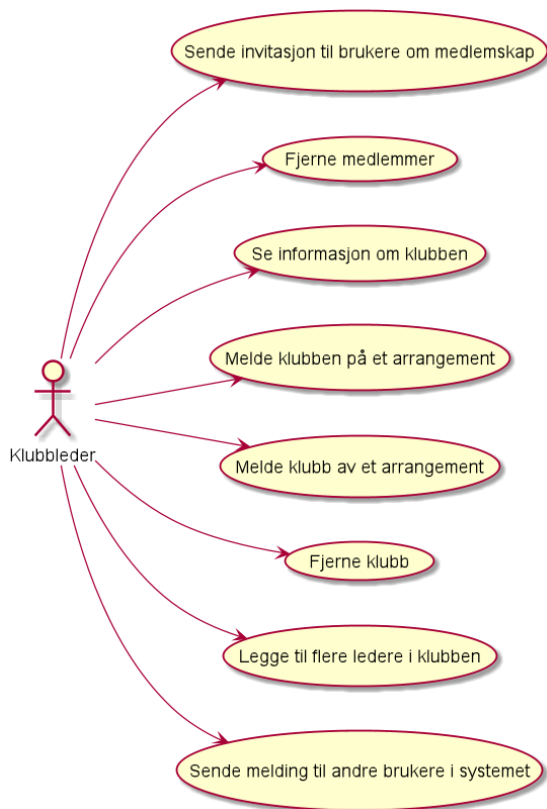 Sende invitasjon til brukere om medlemskap
Fjerne medlemmer
Se informasjon om klubben
Melde klubben på et arrangement
Klubbleder
Melde klubb av et arrangement
Fjerne klubb
Legge til flere ledere i klubben
Sende melding til andre brukere i systemet